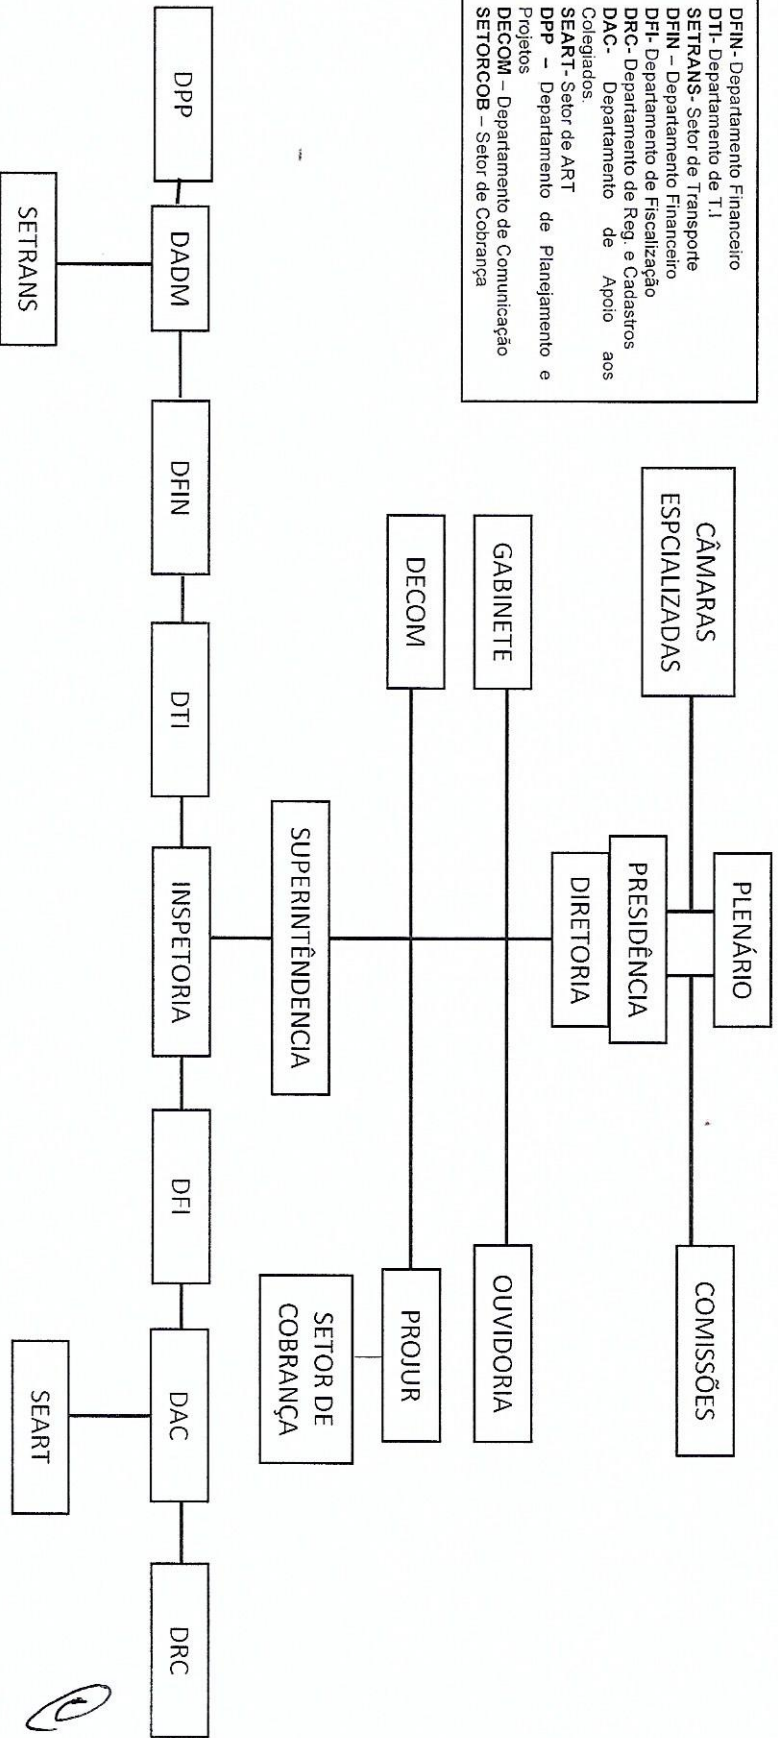 DFIN- Departamento Financeiro
DTI- Departamento de T.I
SETRANS- Setor de Transporte
DFIN – Departamento Financeiro
DFI- Departamento de Fiscalização
DRC- Departamento de Reg. e Cadastros
DAC- Departamento de Apoio aos
Colegiados.
SEART- Setor de ART
DPP – Departamento de Planejamento e
Projetos
DECOM – Departamento de Comunicação
SETORCOB – Setor de Cobrança
PLENÁRIO
CÂMARAS
ESPCIALIZADAS
COMISSÕES
PRESIDÊNCIA
DIRETORIA
GABINETE
OUVIDORIA
DECOM
PROJUR
SETOR DE
COBRANÇA
SUPERINTÊNDENCIA
DPP
DADM
DFIN
DTI
INSPETORIA
DFI
DAC
DRC
SETRANS
SEART